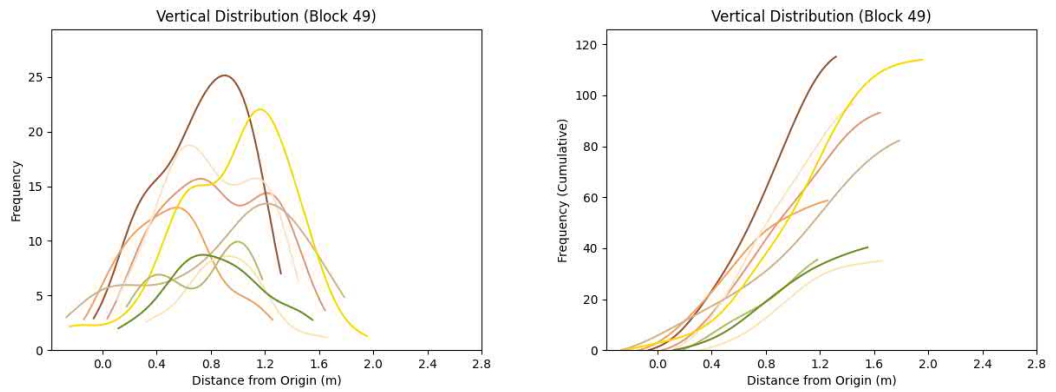 Vertical Distribution (Block 49)
Frequency
25
20
15
10
5
0
0.0 0.4 0.8 1.2 1.6 2.0 2.4 2.8
Distance from Origin (m)
Vertical Distribution (Block 49)
Frequency (Cumulative)
120
100
80
60
40
20
0
0.0 0.4 0.8 1.2 1.6 2.0 2.4 2.8
Distance from Origin (m)